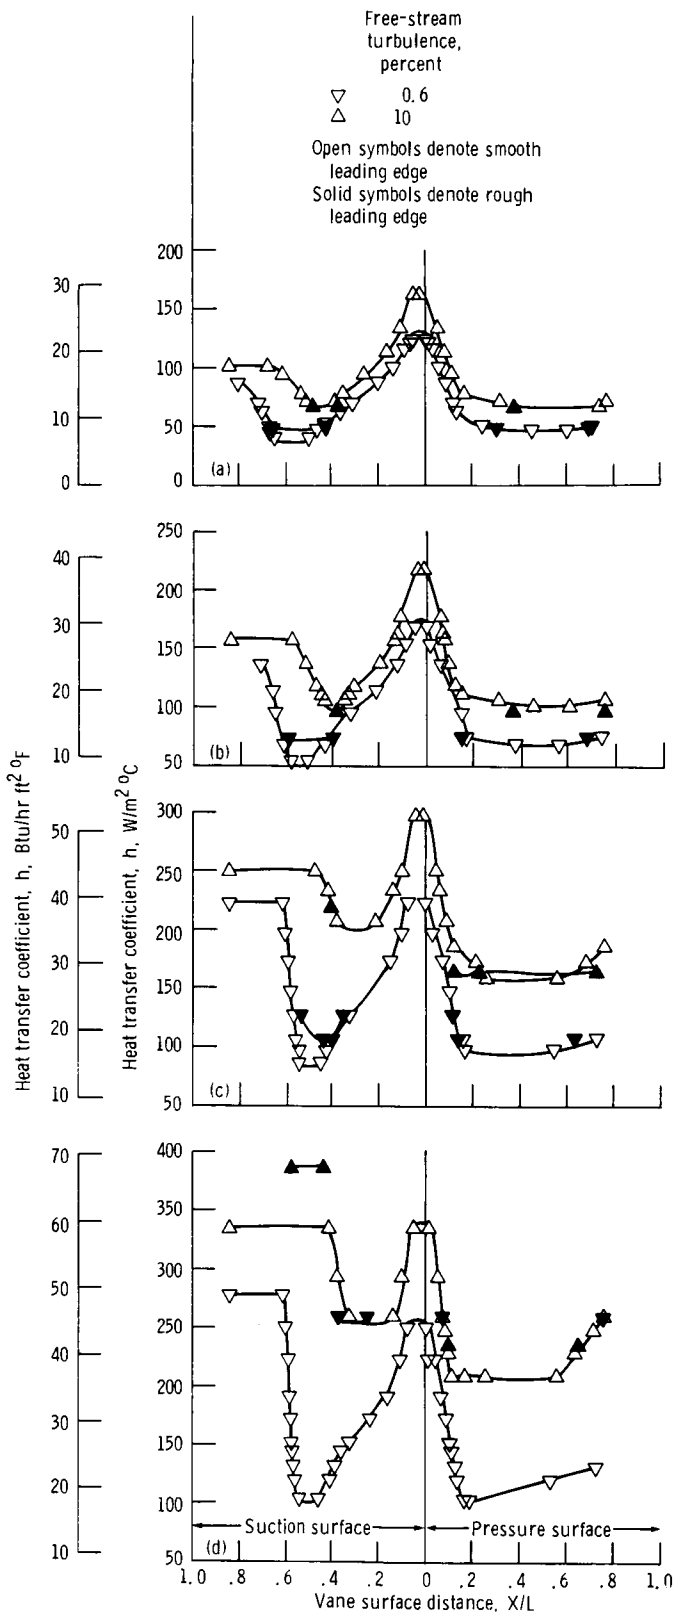 Free-stream
turbulence,
percent
▽ 0.6
△ 10
Open symbols denote smooth
leading edge
Solid symbols denote rough
leading edge
200
30
150
20
100
10
50
0
0
(a)
250
40
200
30
150
20
100
10
50
(b)
Heat transfer coefficient, h, Btu/hr ft² °F
Heat transfer coefficient, h, W/m² °C
300
50
250
40
200
30
150
20
100
10
50
(c)
70
400
350
60
300
50
250
40
200
30
150
20
100
10
50
Suction surface
Pressure surface
(d)
1.0 .8 .6 .4 .2 0 .2 .4 .6 .8 1.0
Vane surface distance, X/L